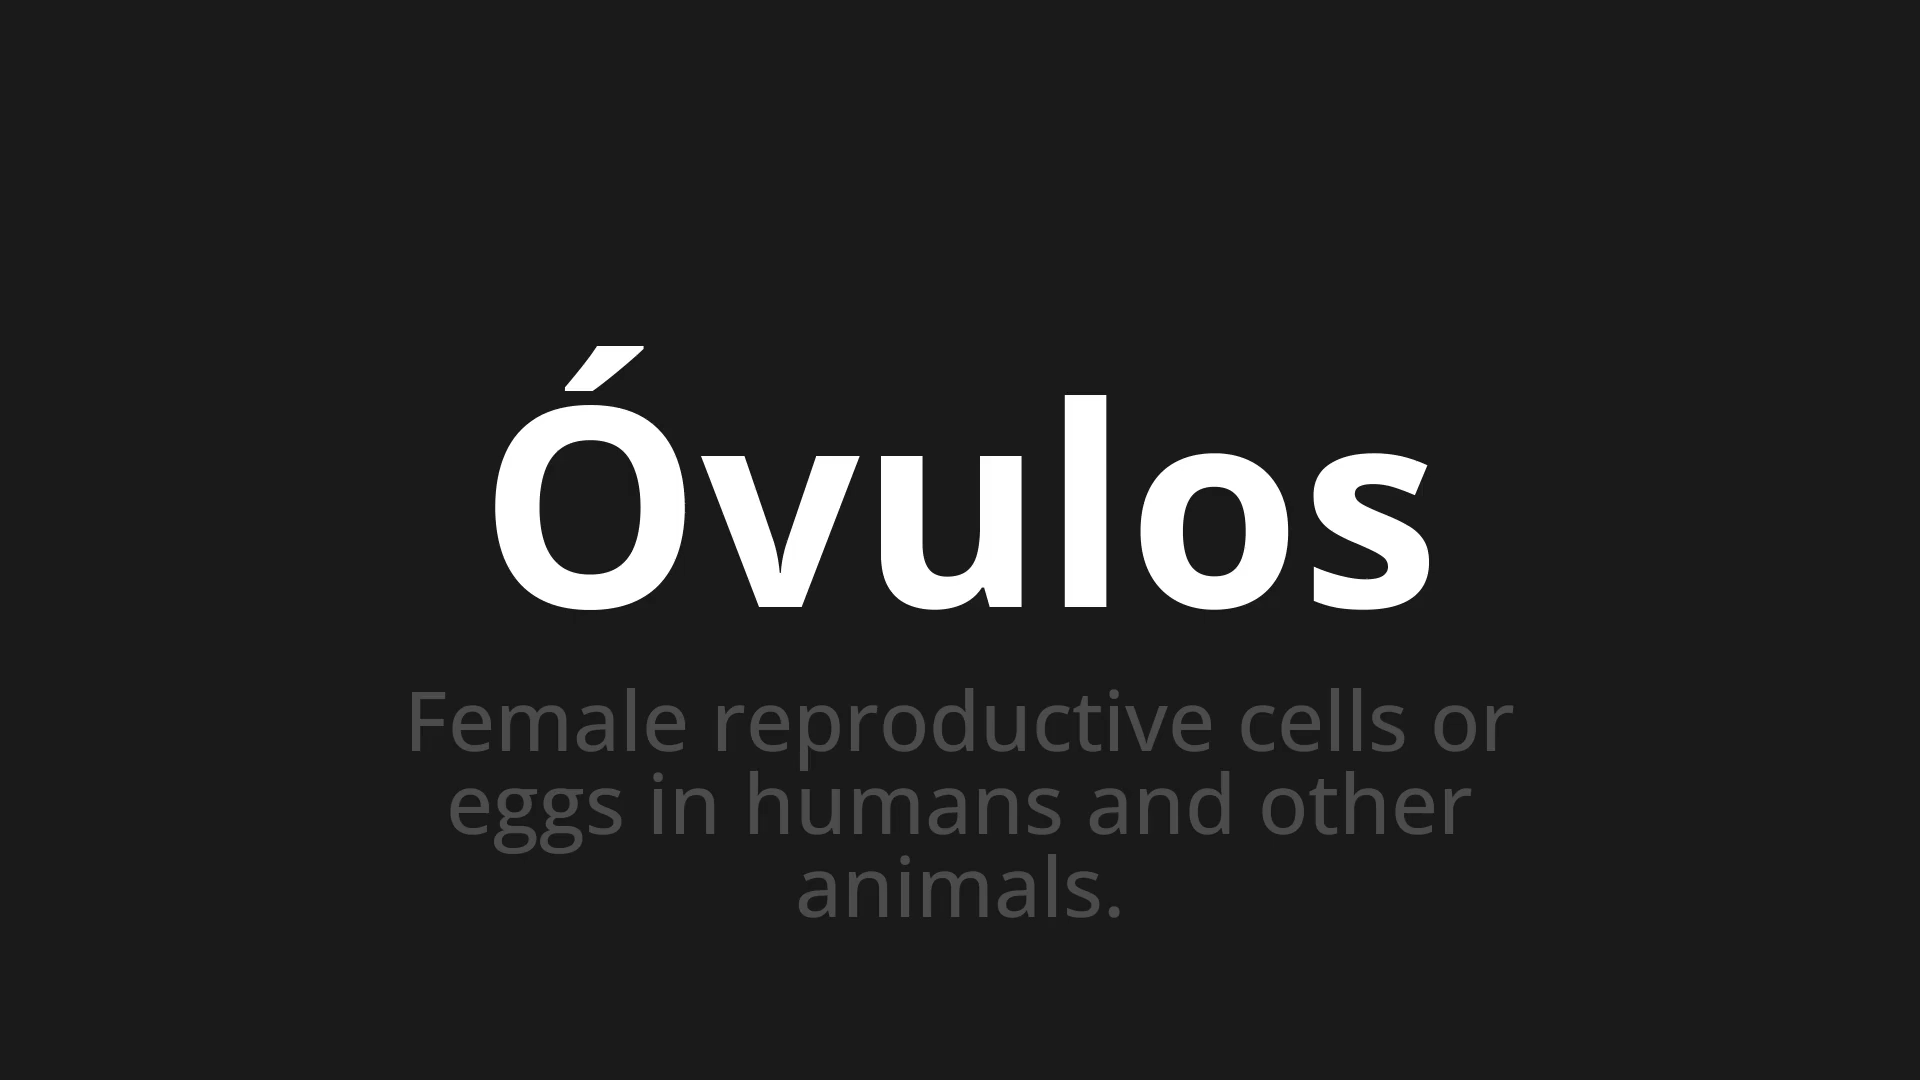 Óvulos
Female reproductive cells or
eggs in humans and other
animals.